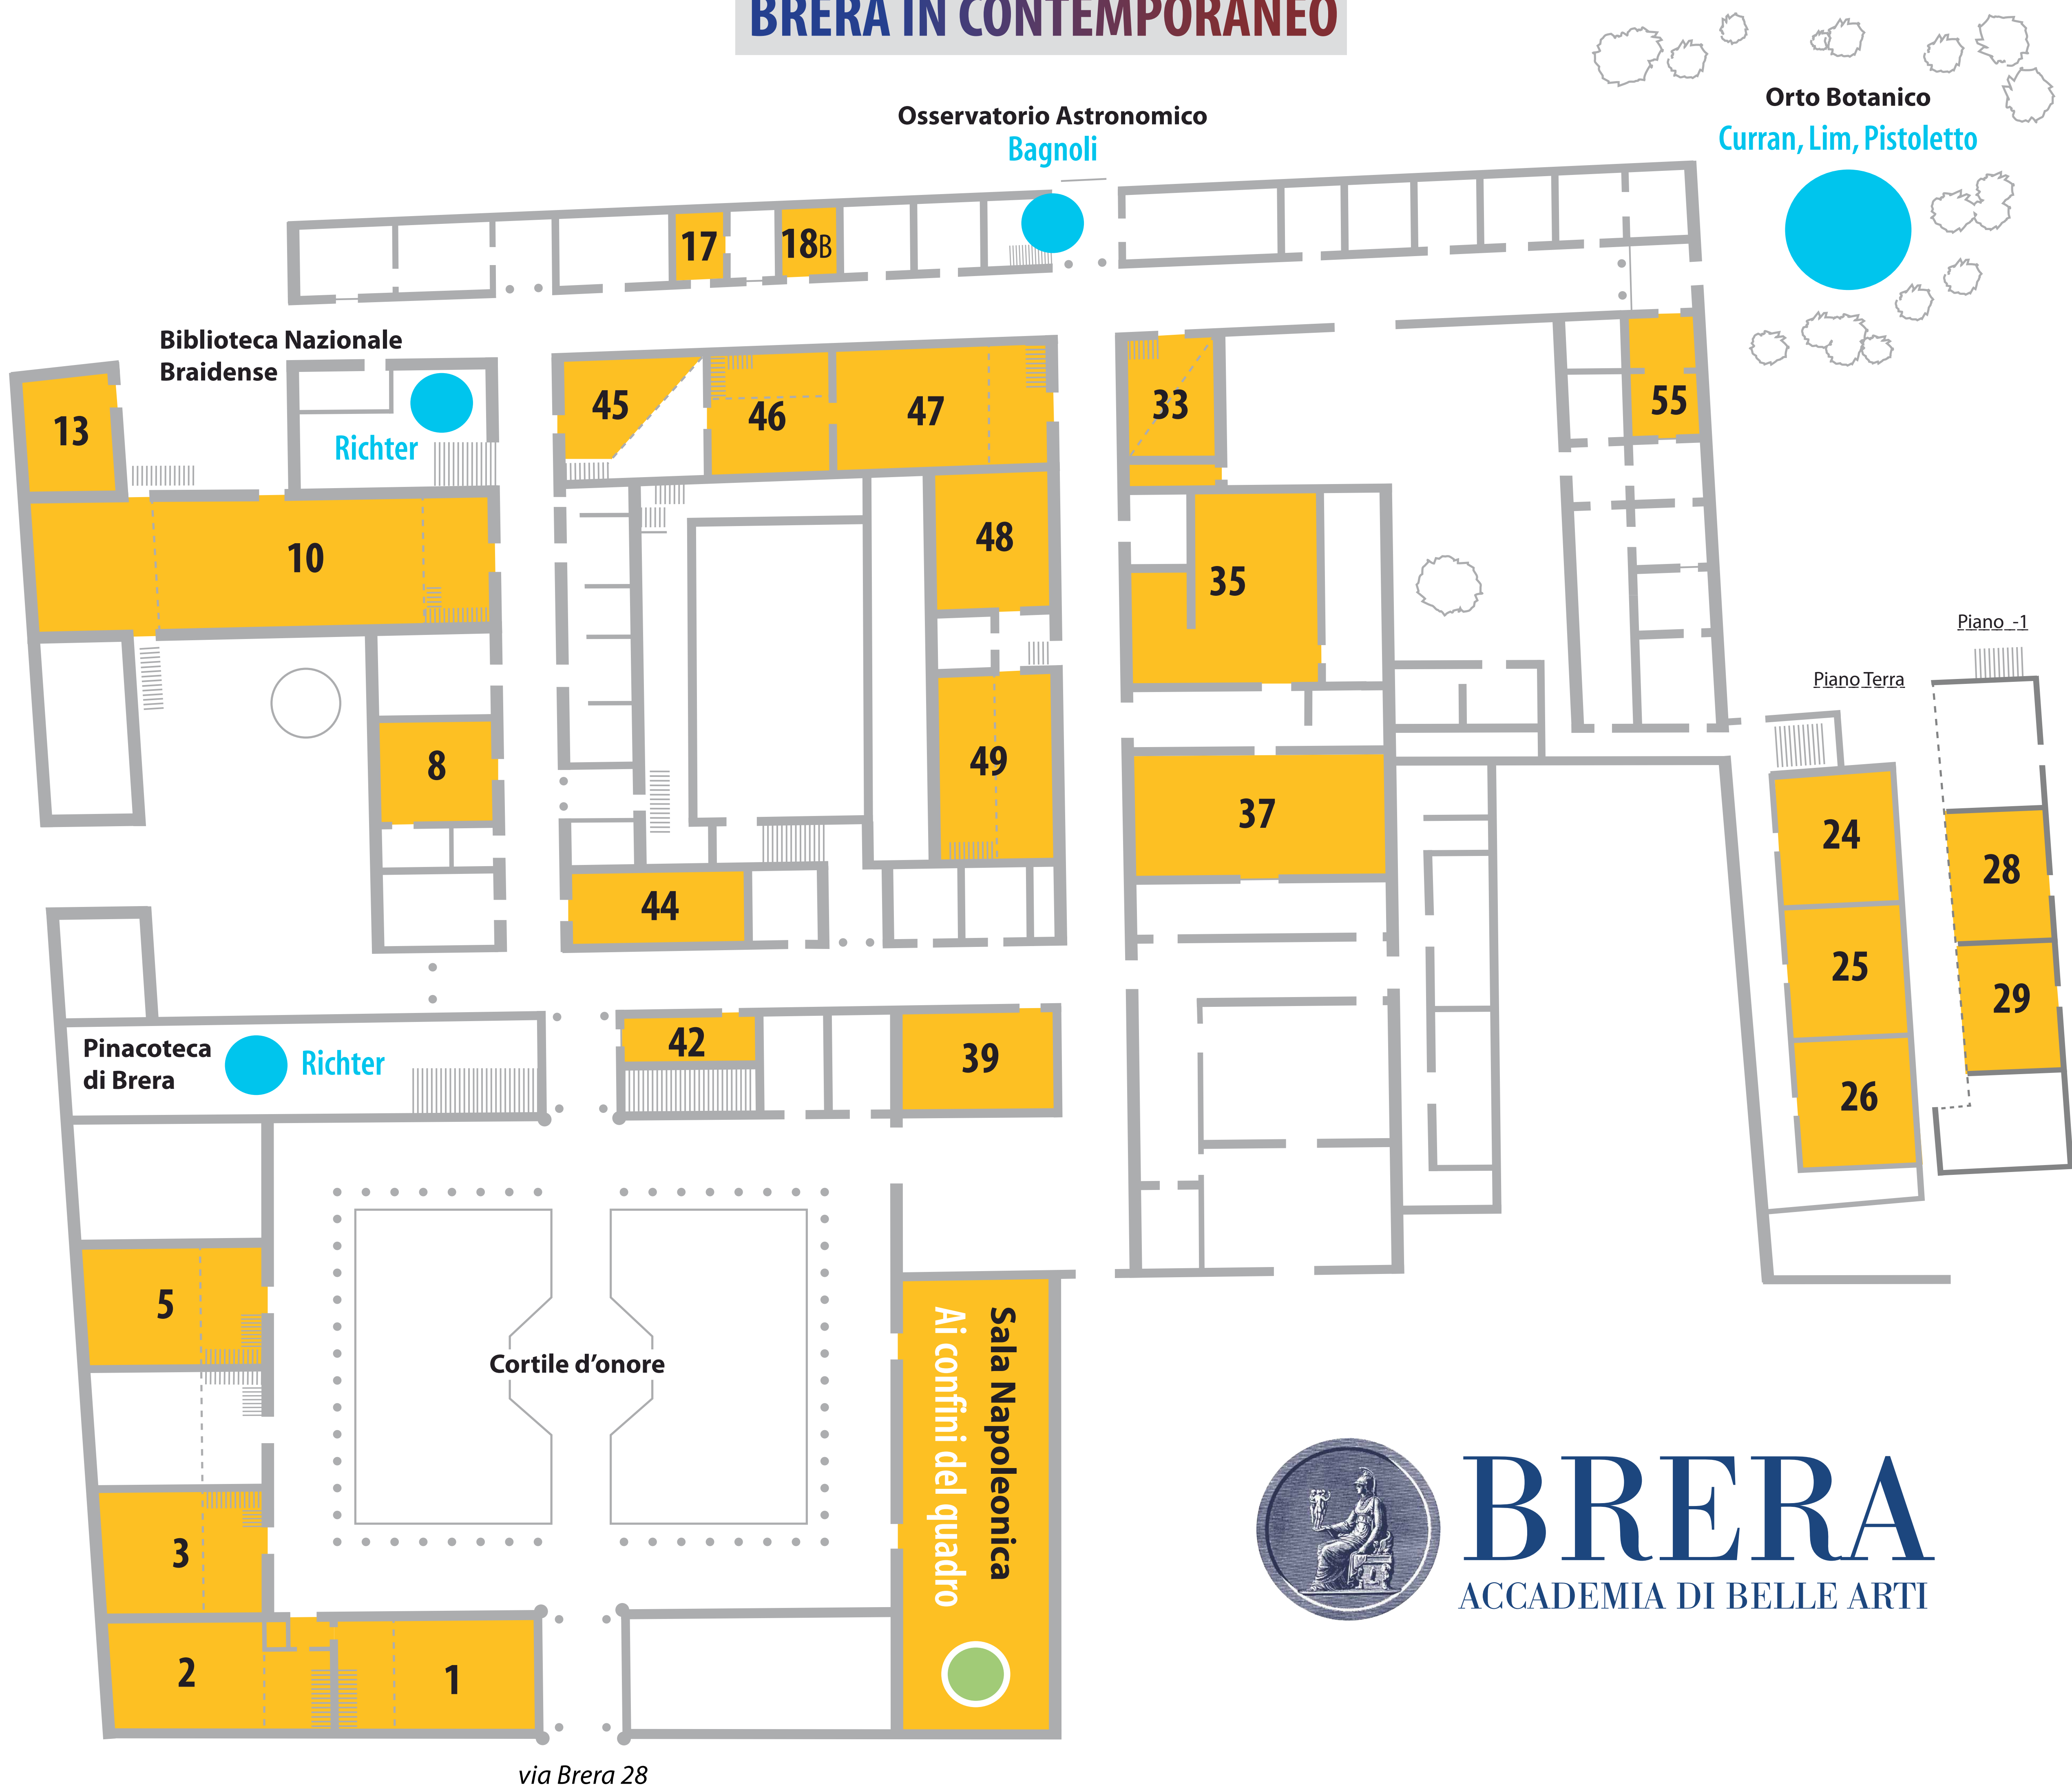 BRERA IN CONTEMPORANEO
Orto Botanico
Curran, Lim, Pistoletto
Osservatorio Astronomico
Bagnoli
17
18B
Biblioteca Nazionale
Braidense
Richter
13
45
46
47
33
55
10
48
35
8
49
37
44
Piano -1
Piano Terra
24
28
25
29
26
42
39
Pinacoteca
di Brera
Richter
5
Cortile d'onore
Sala Napoleonica
Ai confini del quadro
3
2
1
BRERA
ACCADEMIA DI BELLE ARTI
via Brera 28